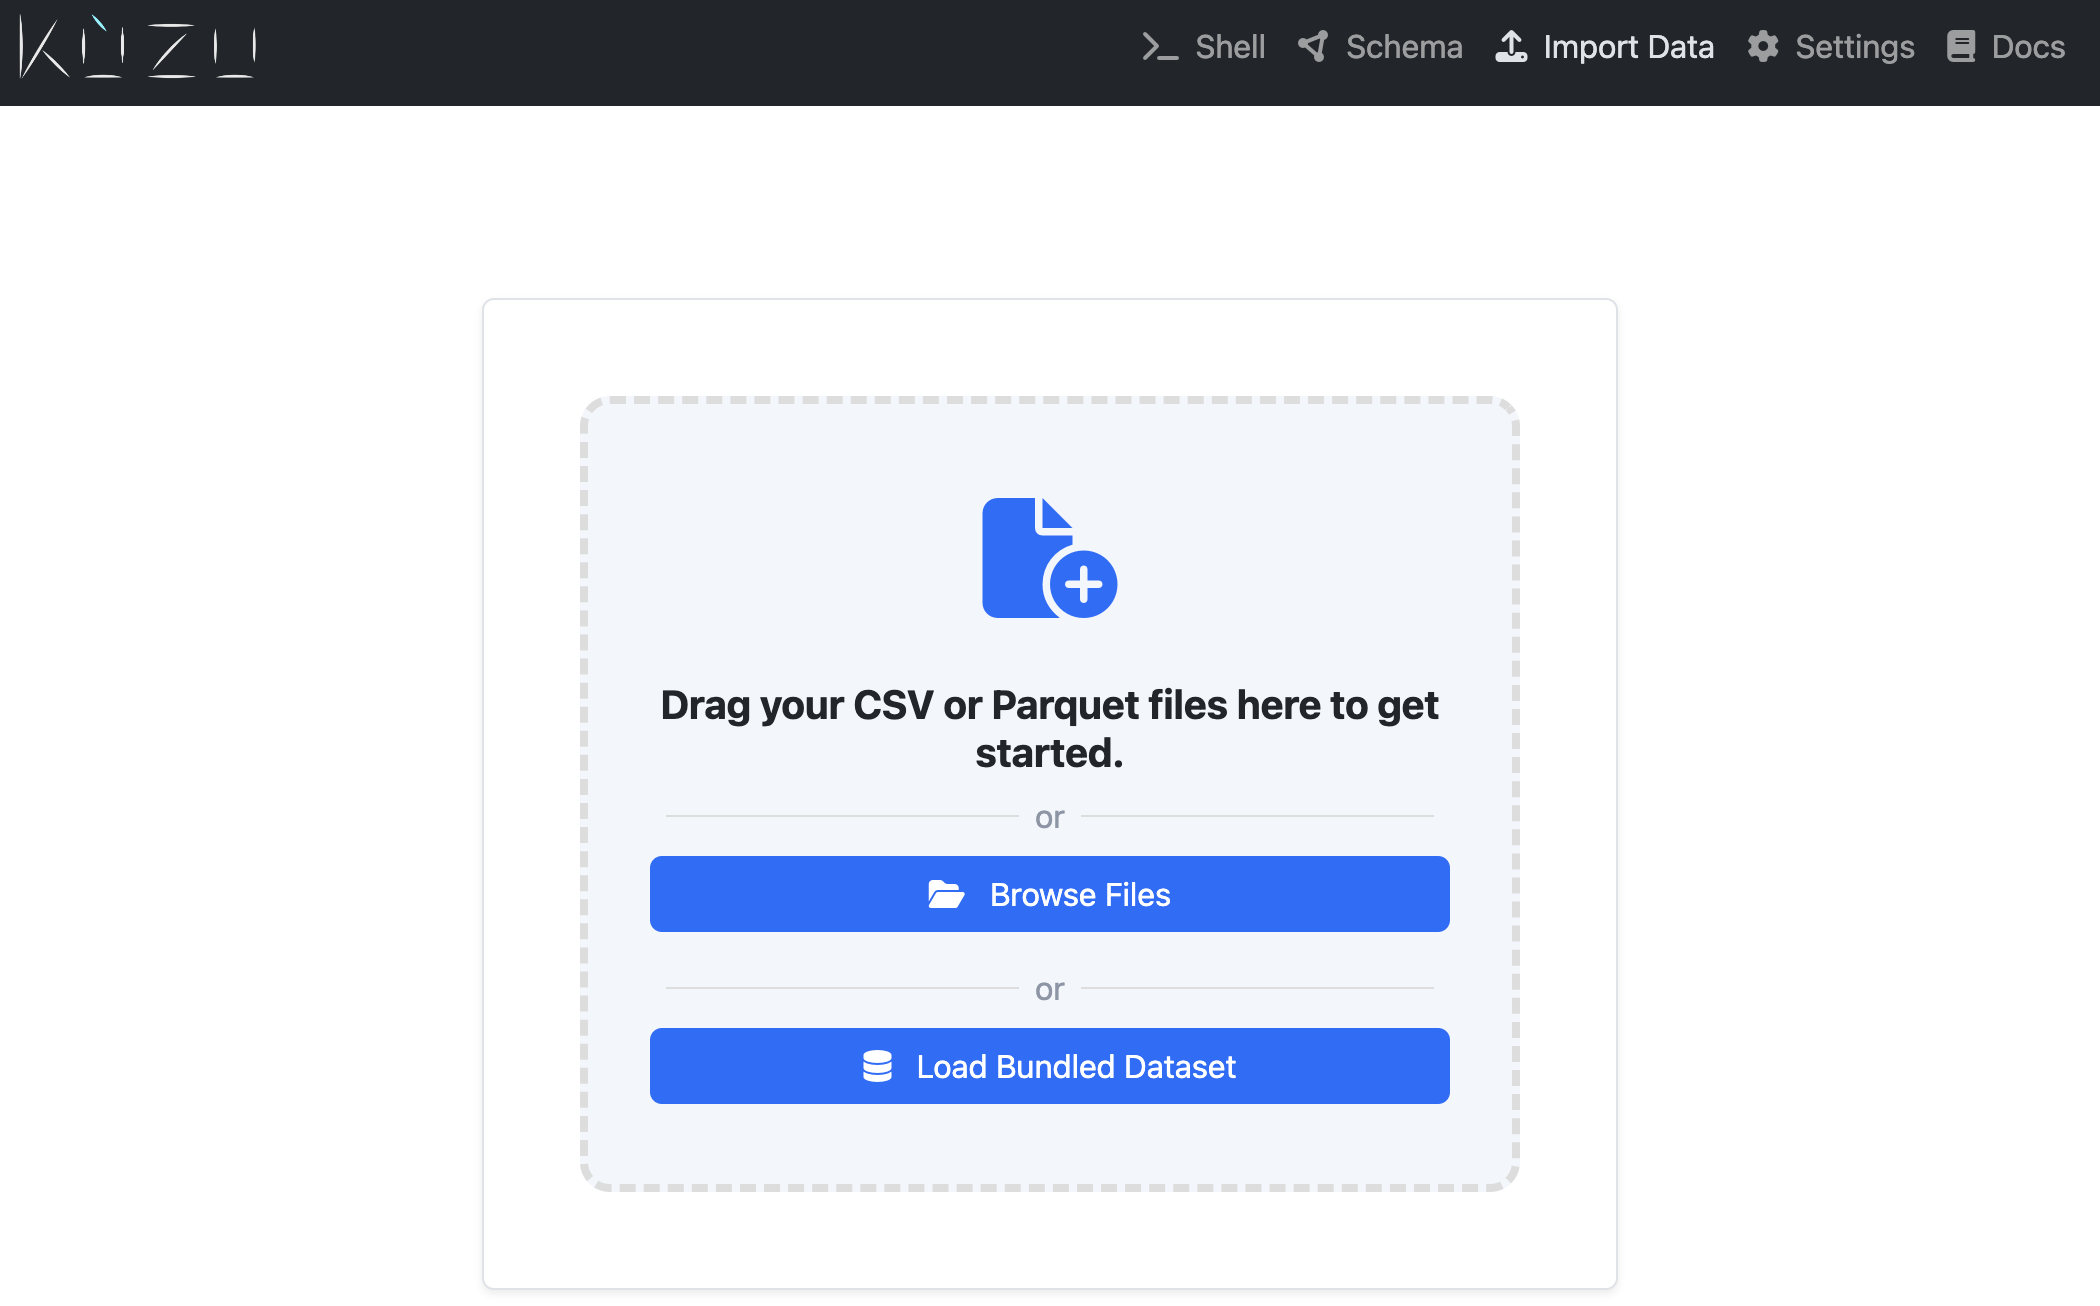 kùzu
Shell
Schema
Import Data
Settings
Docs
Drag your CSV or Parquet files here to get
started.
or
Browse Files
or
Load Bundled Dataset